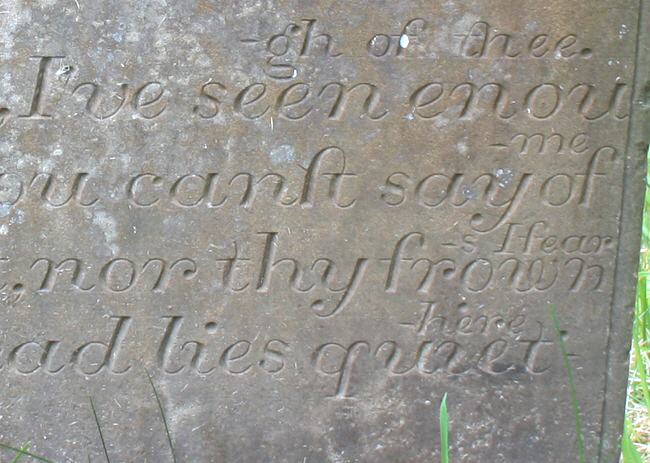 -gh of thee.
, I've seen enou
-me
ou canſt say of
-s Hear
, nor thy frown
-here
ad lies quiet-